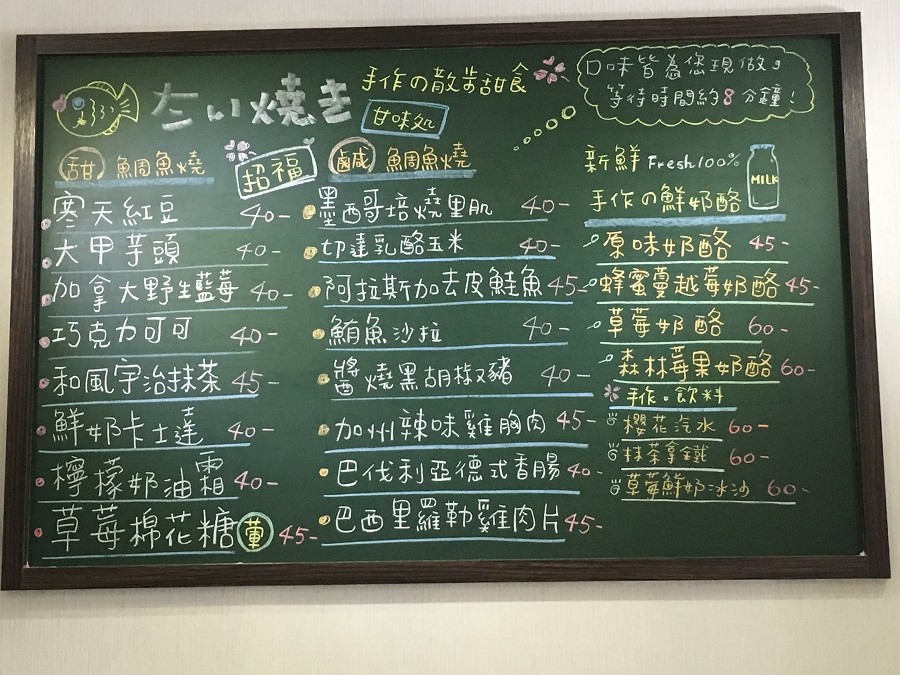 たい燒き
手作の散步甜食
甘味処
口味皆為您現做,
等待時間約8分鐘!
甜 鯛魚燒
招福
寒天紅豆 40-
大甲芋頭 40-
加拿大野生藍莓 40-
巧克力可可 40-
和風宇治抹茶 45-
鮮奶卡士達 40-
檸檬奶油霜 40-
草莓棉花糖 葷 45-
鹹 鯛魚燒
墨西哥培燒里肌 40-
切達乳酪玉米 40-
阿拉斯加去皮鮭魚 45-
鮪魚沙拉 40-
醬燒黑胡椒豬 40-
加州辣味雞胸肉 45-
巴伐利亞德式香腸 40-
巴西里羅勒雞肉片 45-
新鮮 Fresh 100%
MILK
手作の鮮奶酪
原味奶酪 45-
蜂蜜蔓越莓奶酪 45-
草莓奶酪 60-
森林莓果奶酪 60-
手作。飲料
櫻花汽水 60-
抹茶拿鐵 60-
草莓鮮奶冰沙 60-